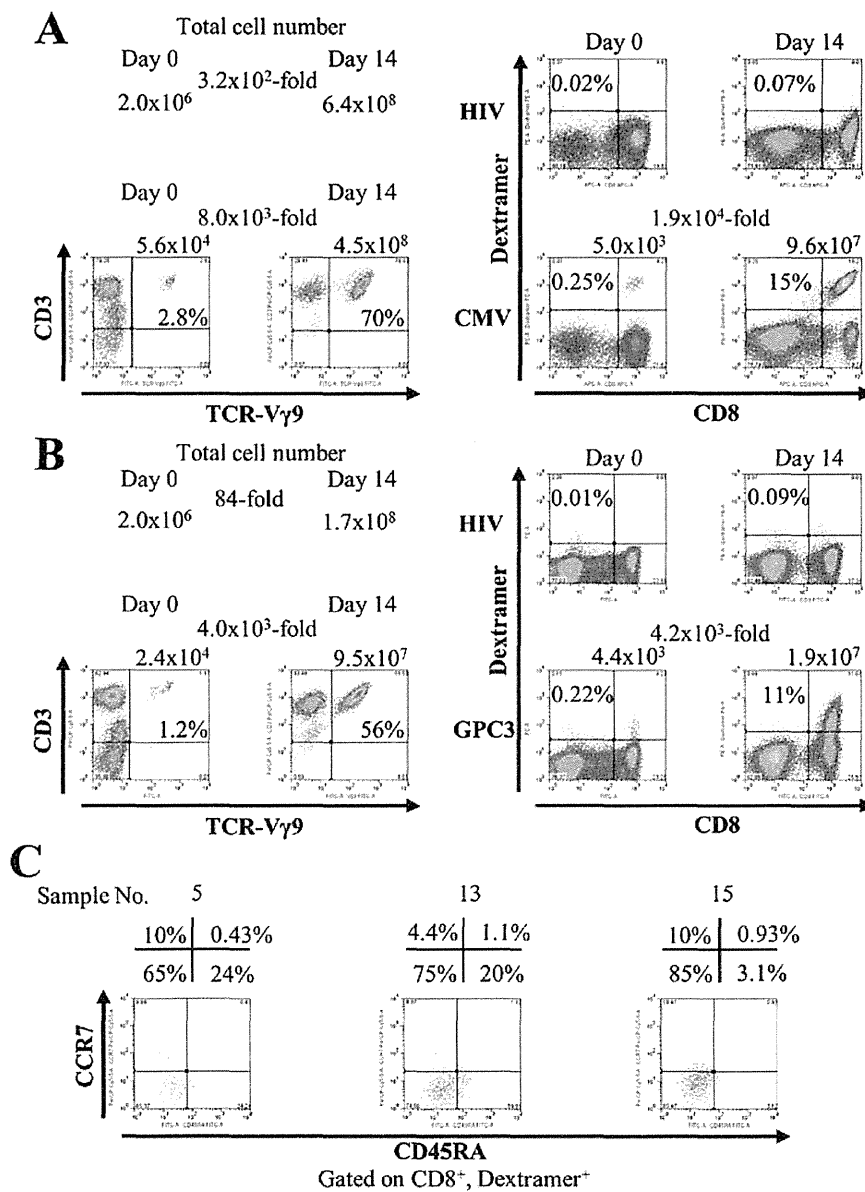 A
Total cell number
Day 0 Day 14
3.2x10²-fold
2.0x10⁶ 6.4x10⁸
Day 0 Day 14
8.0x10³-fold
5.6x10⁴ 4.5x10⁸
CD3
2.8% 70%
TCR-Vγ9
Day 0 Day 14
Dextramer
HIV
0.02% 0.07%
1.9x10⁴-fold
5.0x10³ 9.6x10⁷
CMV
0.25% 15%
CD8
B
Total cell number
Day 0 Day 14
84-fold
2.0x10⁶ 1.7x10⁸
Day 0 Day 14
4.0x10³-fold
2.4x10⁴ 9.5x10⁷
CD3
1.2% 56%
TCR-Vγ9
Day 0 Day 14
Dextramer
HIV
0.01% 0.09%
4.2x10³-fold
4.4x10³ 1.9x10⁷
GPC3
0.22% 11%
CD8
C
Sample No. 5 13 15
10% 0.43% 4.4% 1.1% 10% 0.93%
65% 24% 75% 20% 85% 3.1%
CCR7
CD45RA
Gated on CD8⁺, Dextramer⁺